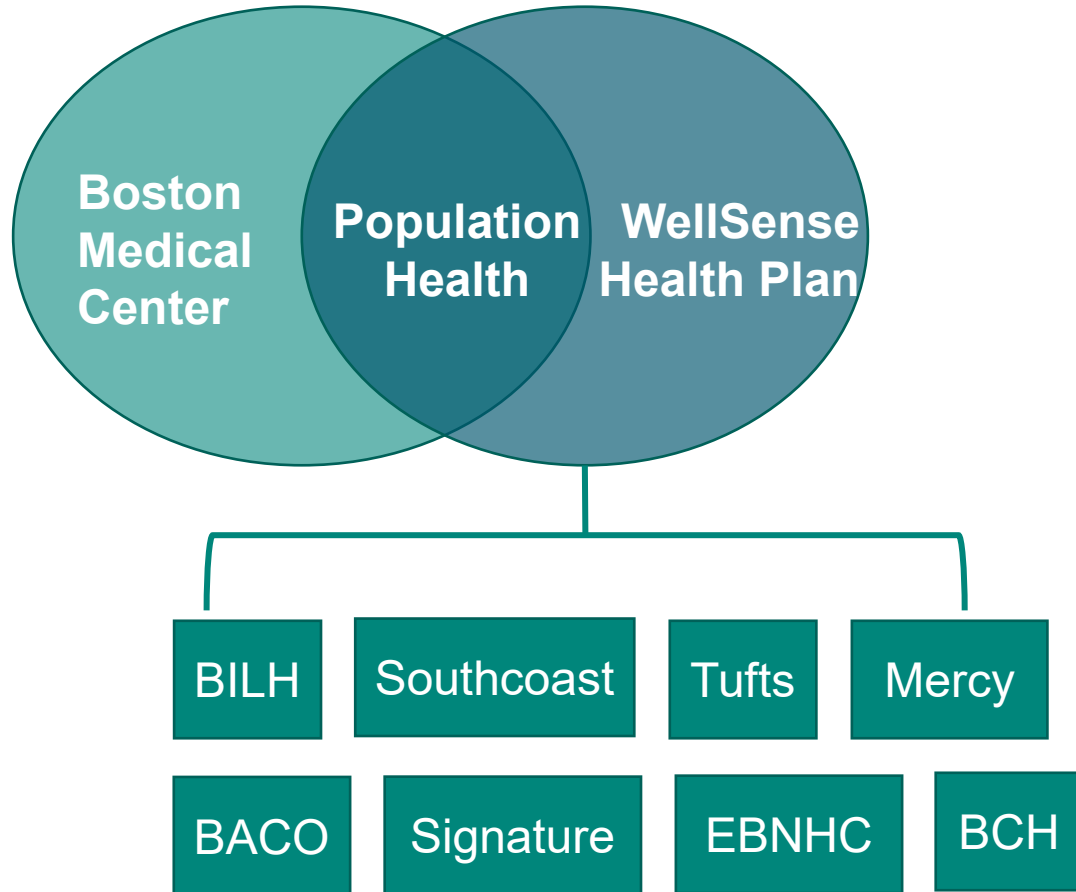 Boston
Medical
Center
Population
Health
WellSense
Health Plan
BILH
Southcoast
Tufts
Mercy
BACO
Signature
EBNHC
BCH